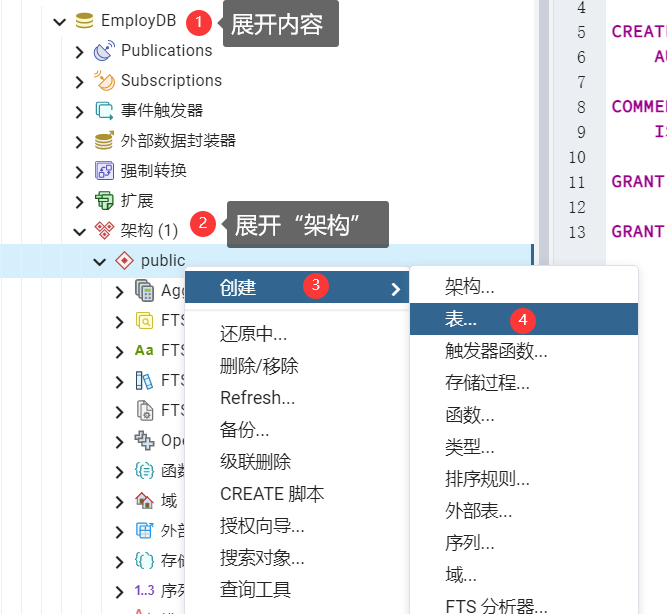 EmployDB 1 展开内容
Publications
Subscriptions
事件触发器
外部数据封装器
强制转换
扩展
架构 (1) 2 展开“架构”
public
Agg
FTS
Aa FTS
FTS
FTS
Ope
函数
域
外部
存储
1..3 序列
创建 3
还原中...
删除/移除
Refresh...
备份...
级联删除
CREATE 脚本
授权向导...
搜索对象...
查询工具
架构...
表... 4
触发器函数...
存储过程...
函数...
类型...
排序规则...
外部表...
序列...
域...
FTS 分析器...
4
5 CREAT
AU
7
8 COMME
9 IS
10
11 GRANT
12
13 GRANT
6